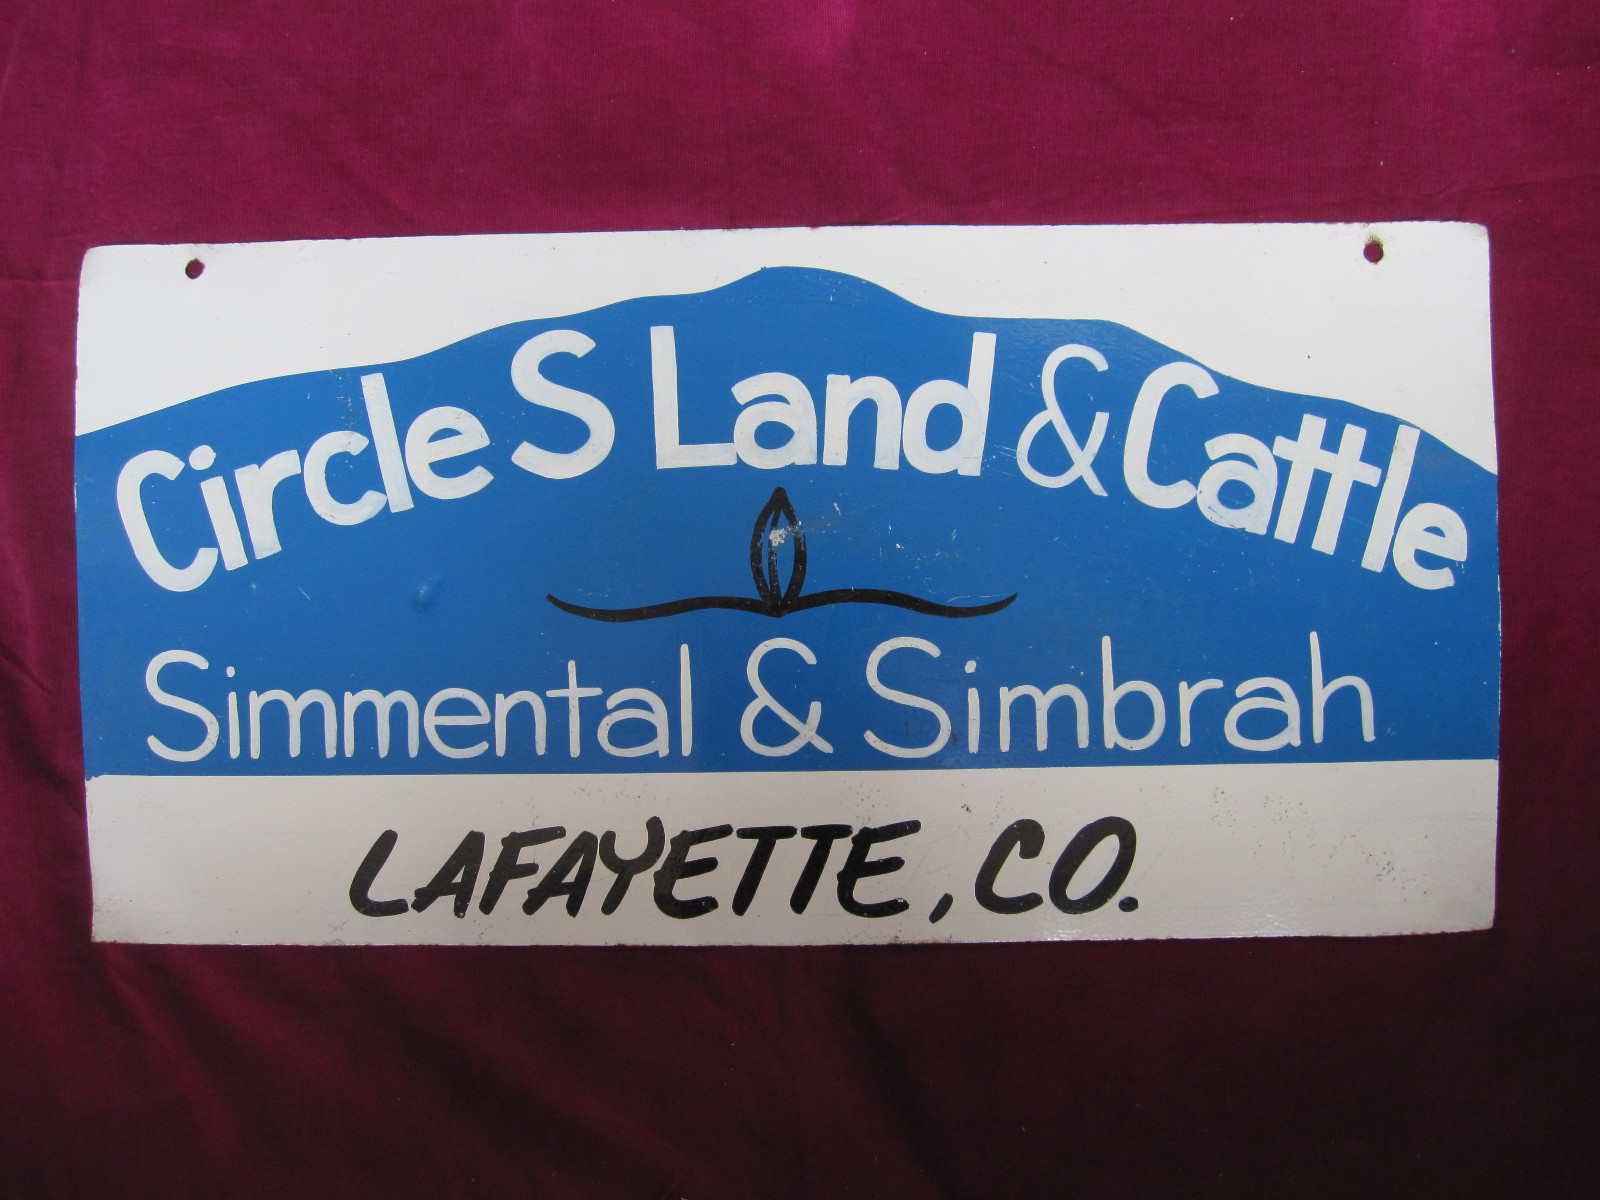 Circle S Land & Cattle
Simmental & Simbrah
LAFAYETTE, CO.